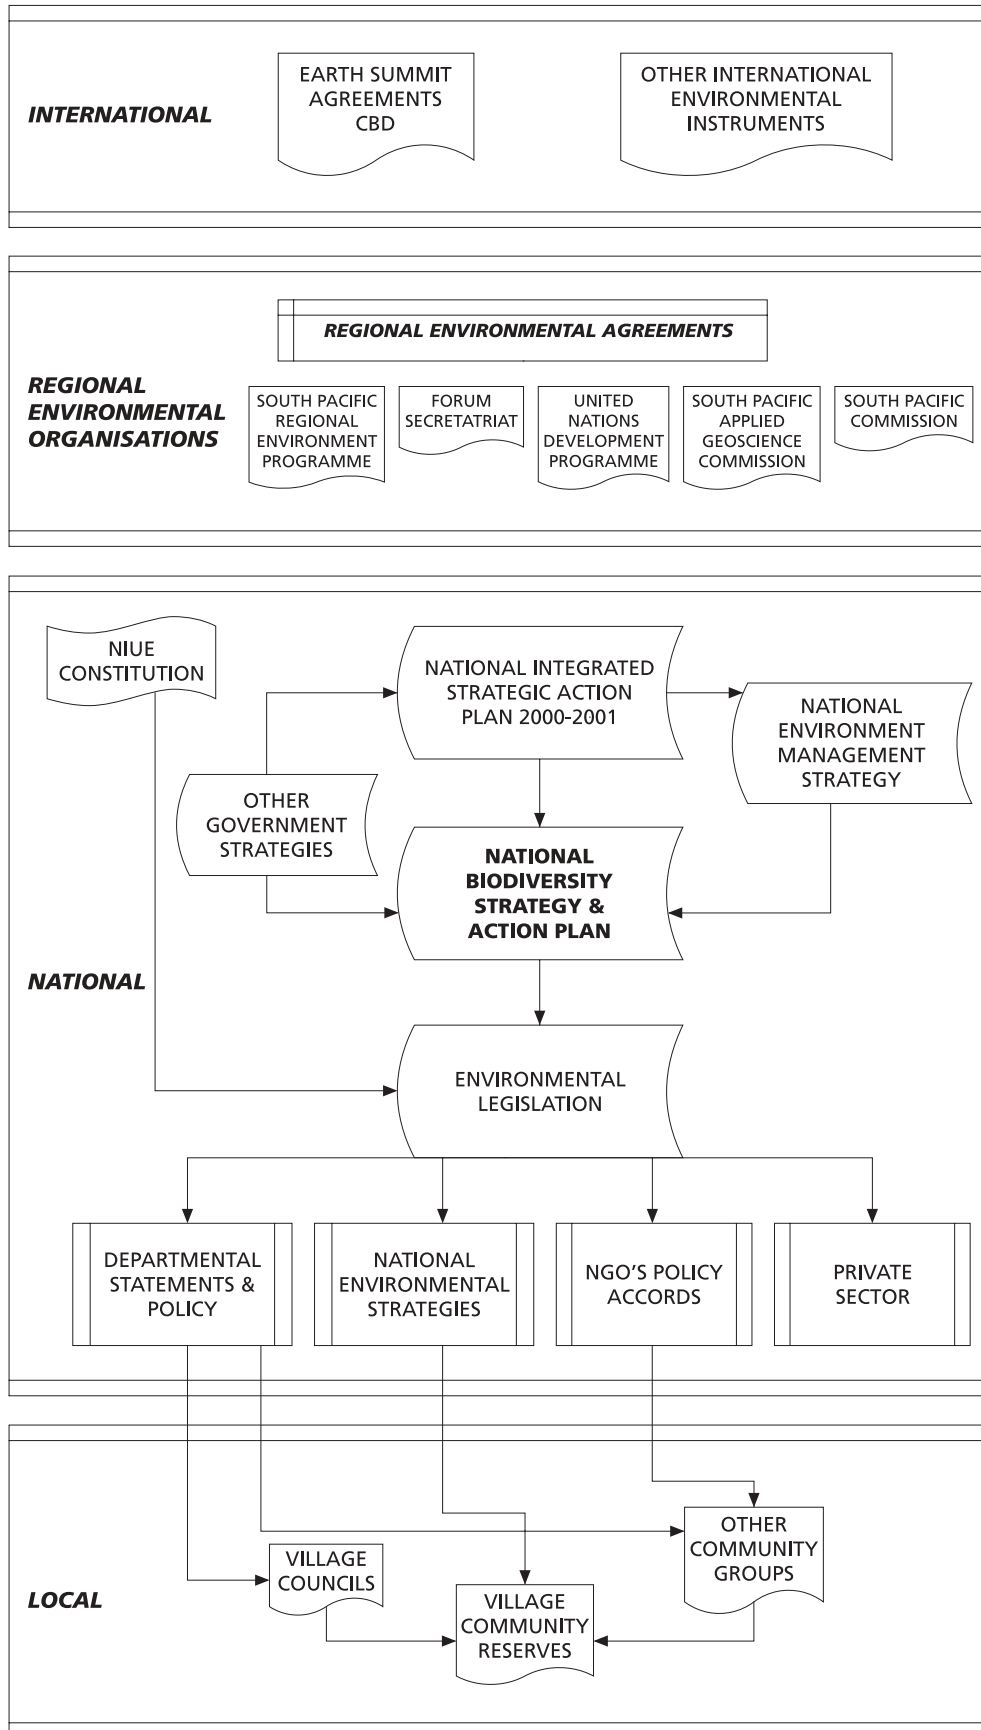 INTERNATIONAL
EARTH SUMMIT
AGREEMENTS
CBD
OTHER INTERNATIONAL
ENVIRONMENTAL
INSTRUMENTS
REGIONAL
ENVIRONMENTAL
ORGANISATIONS
REGIONAL ENVIRONMENTAL AGREEMENTS
SOUTH PACIFIC
REGIONAL
ENVIRONMENT
PROGRAMME
FORUM
SECRETATRIAT
UNITED
NATIONS
DEVELOPMENT
PROGRAMME
SOUTH PACIFIC
APPLIED
GEOSCIENCE
COMMISSION
SOUTH PACIFIC
COMMISSION
NATIONAL
NIUE
CONSTITUTION
NATIONAL INTEGRATED
STRATEGIC ACTION
PLAN 2000-2001
NATIONAL
ENVIRONMENT
MANAGEMENT
STRATEGY
OTHER
GOVERNMENT
STRATEGIES
NATIONAL
BIODIVERSITY
STRATEGY &
ACTION PLAN
ENVIRONMENTAL
LEGISLATION
DEPARTMENTAL
STATEMENTS &
POLICY
NATIONAL
ENVIRONMENTAL
STRATEGIES
NGO'S POLICY
ACCORDS
PRIVATE
SECTOR
LOCAL
VILLAGE
COUNCILS
VILLAGE
COMMUNITY
RESERVES
OTHER
COMMUNITY
GROUPS